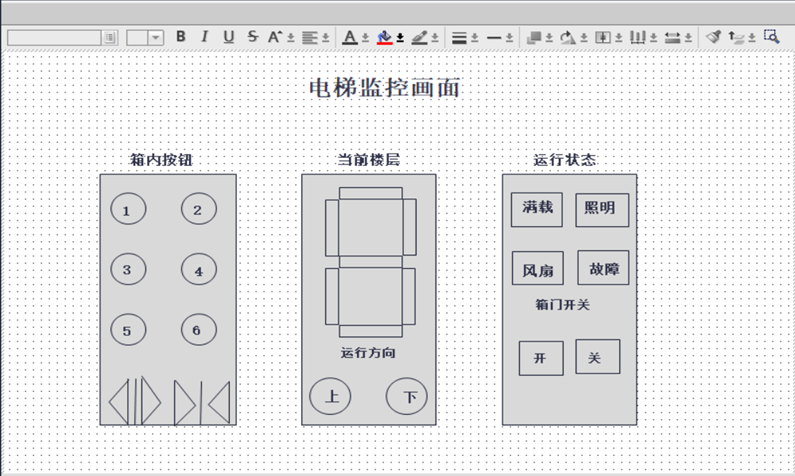 B I U S A A
电梯监控画面
箱内按钮
1 2
3 4
5 6
当前楼层
运行方向
上 下
运行状态
满载 照明
风扇 故障
箱门开关
开 关